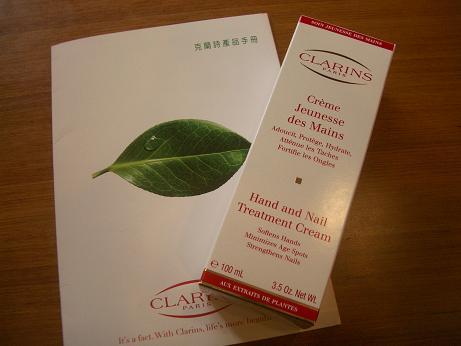 克蘭詩產品手冊
CLARINS
PARIS
It's a fact. With Clarins, life's more beautiful
SOIN JEUNESSE DES MAINS
CLARINS
PARIS
Crème
Jeunesse
des Mains
Adoucit, Protège, Hydrate,
Atténue les Taches
Fortifie les Ongles
Hand and Nail
Treatment Cream
Softens Hands
Minimizes Age Spots
Strengthens Nails
℮ 100 mL 3.5 Oz. Net Wt.
AUX EXTRAITS DE PLANTES